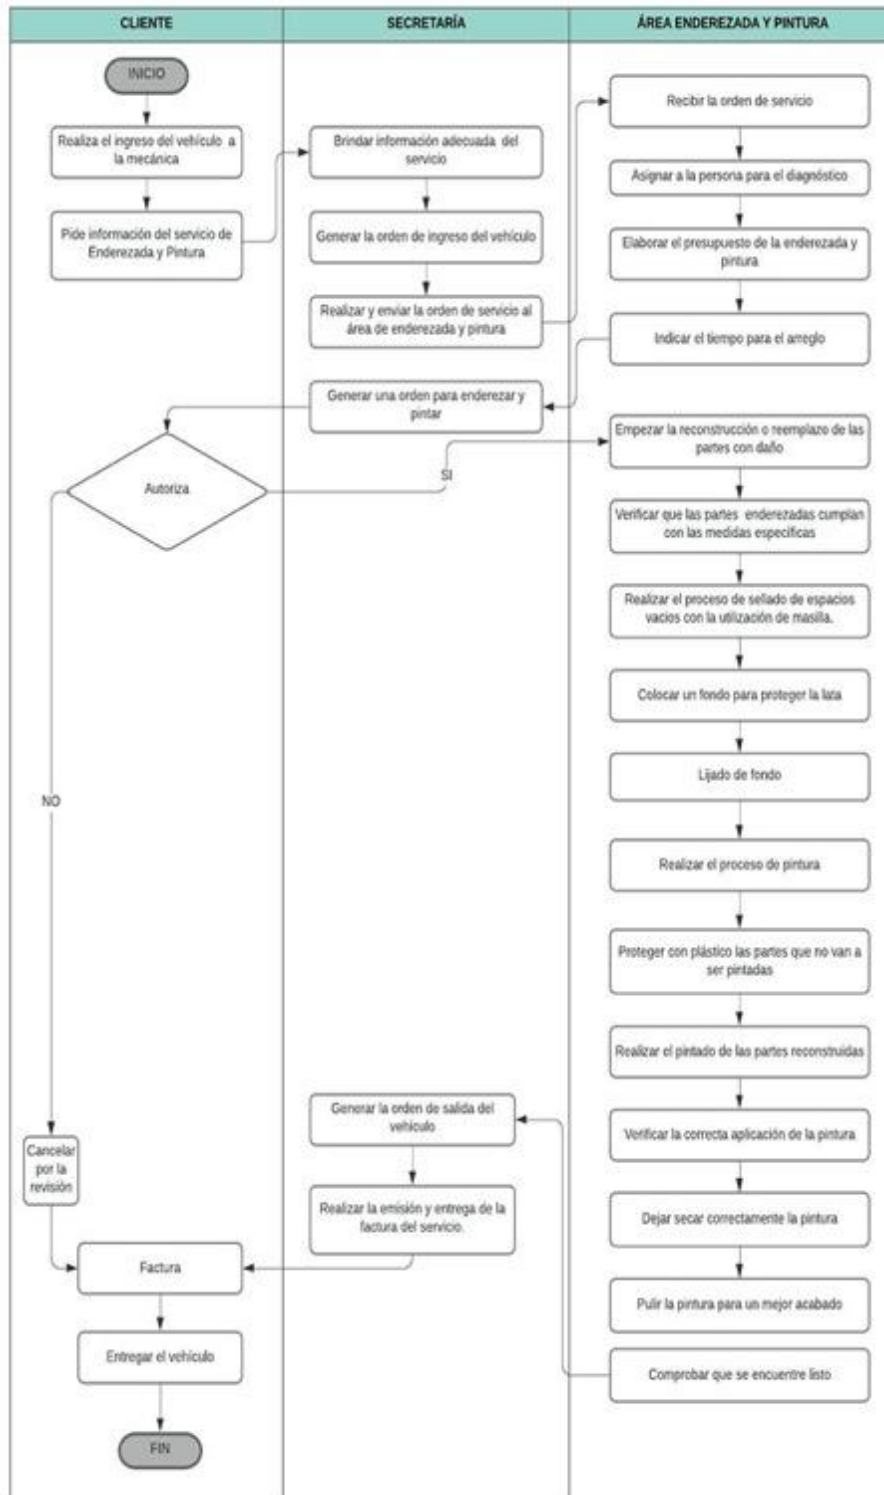 CLIENTE
SECRETARÍA
ÁREA ENDEREZADA Y PINTURA
INICIO
Realiza el ingreso del vehículo a
la mecánica
Pide información del servicio de
Enderezada y Pintura
Brindar información adecuada del
servicio
Generar la orden de ingreso del vehículo
Realizar y enviar la orden de servicio al
área de enderezada y pintura
Recibir la orden de servicio
Asignar a la persona para el diagnóstico
Elaborar el presupuesto de la enderezada y
pintura
Indicar el tiempo para el arreglo
Generar una orden para enderezar y
pintar
Autoriza
SI
NO
Empezar la reconstrucción o reemplazo de las
partes con daño
Verificar que las partes enderezadas cumplan
con las medidas específicas
Realizar el proceso de sellado de espacios
vacios con la utilización de masilla.
Colocar un fondo para proteger la lata
Lijado de fondo
Realizar el proceso de pintura
Proteger con plástico las partes que no van a
ser pintadas
Realizar el pintado de las partes reconstruidas
Verificar la correcta aplicación de la pintura
Dejar secar correctamente la pintura
Pulir la pintura para un mejor acabado
Comprobar que se encuentre listo
Generar la orden de salida del
vehículo
Realizar la emisión y entrega de la
factura del servicio.
Cancelar
por la
revisión
Factura
Entregar el vehículo
FIN